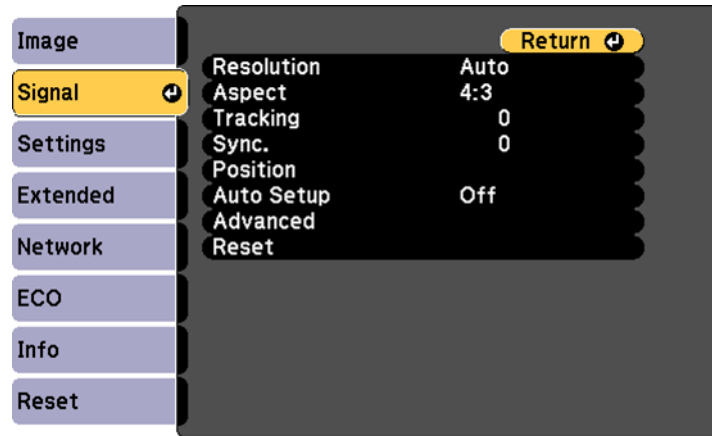 Image
Signal
Settings
Extended
Network
ECO
Info
Reset
Return
Resolution Auto
Aspect 4:3
Tracking 0
Sync. 0
Position
Auto Setup Off
Advanced
Reset